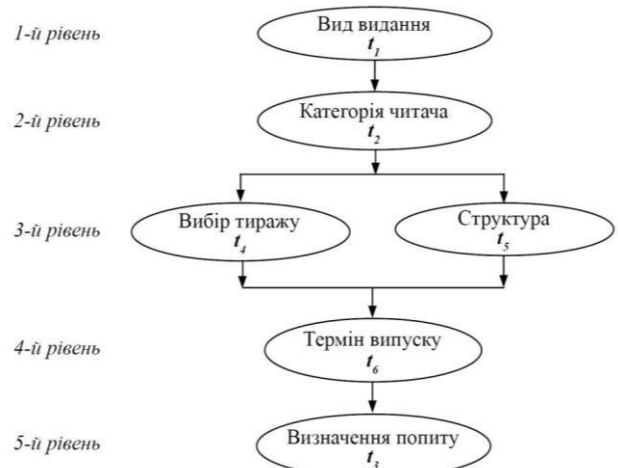 1-й рівень
Вид видання
t1
2-й рівень
Категорія читача
t2
3-й рівень
Вибір тиражу
t4
Структура
t5
4-й рівень
Термін випуску
t6
5-й рівень
Визначення попиту
t3